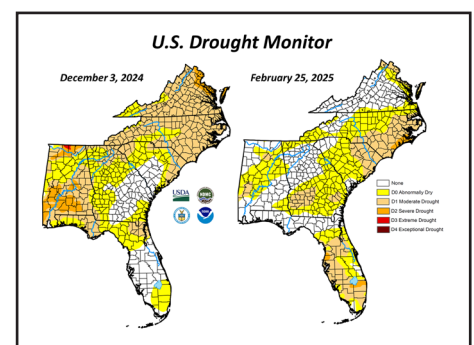 U.S. Drought Monitor
December 3, 2024
February 25, 2025
USDA
NDMC
None
D0 Abnormally Dry
D1 Moderate Drought
D2 Severe Drought
D3 Extreme Drought
D4 Exceptional Drought